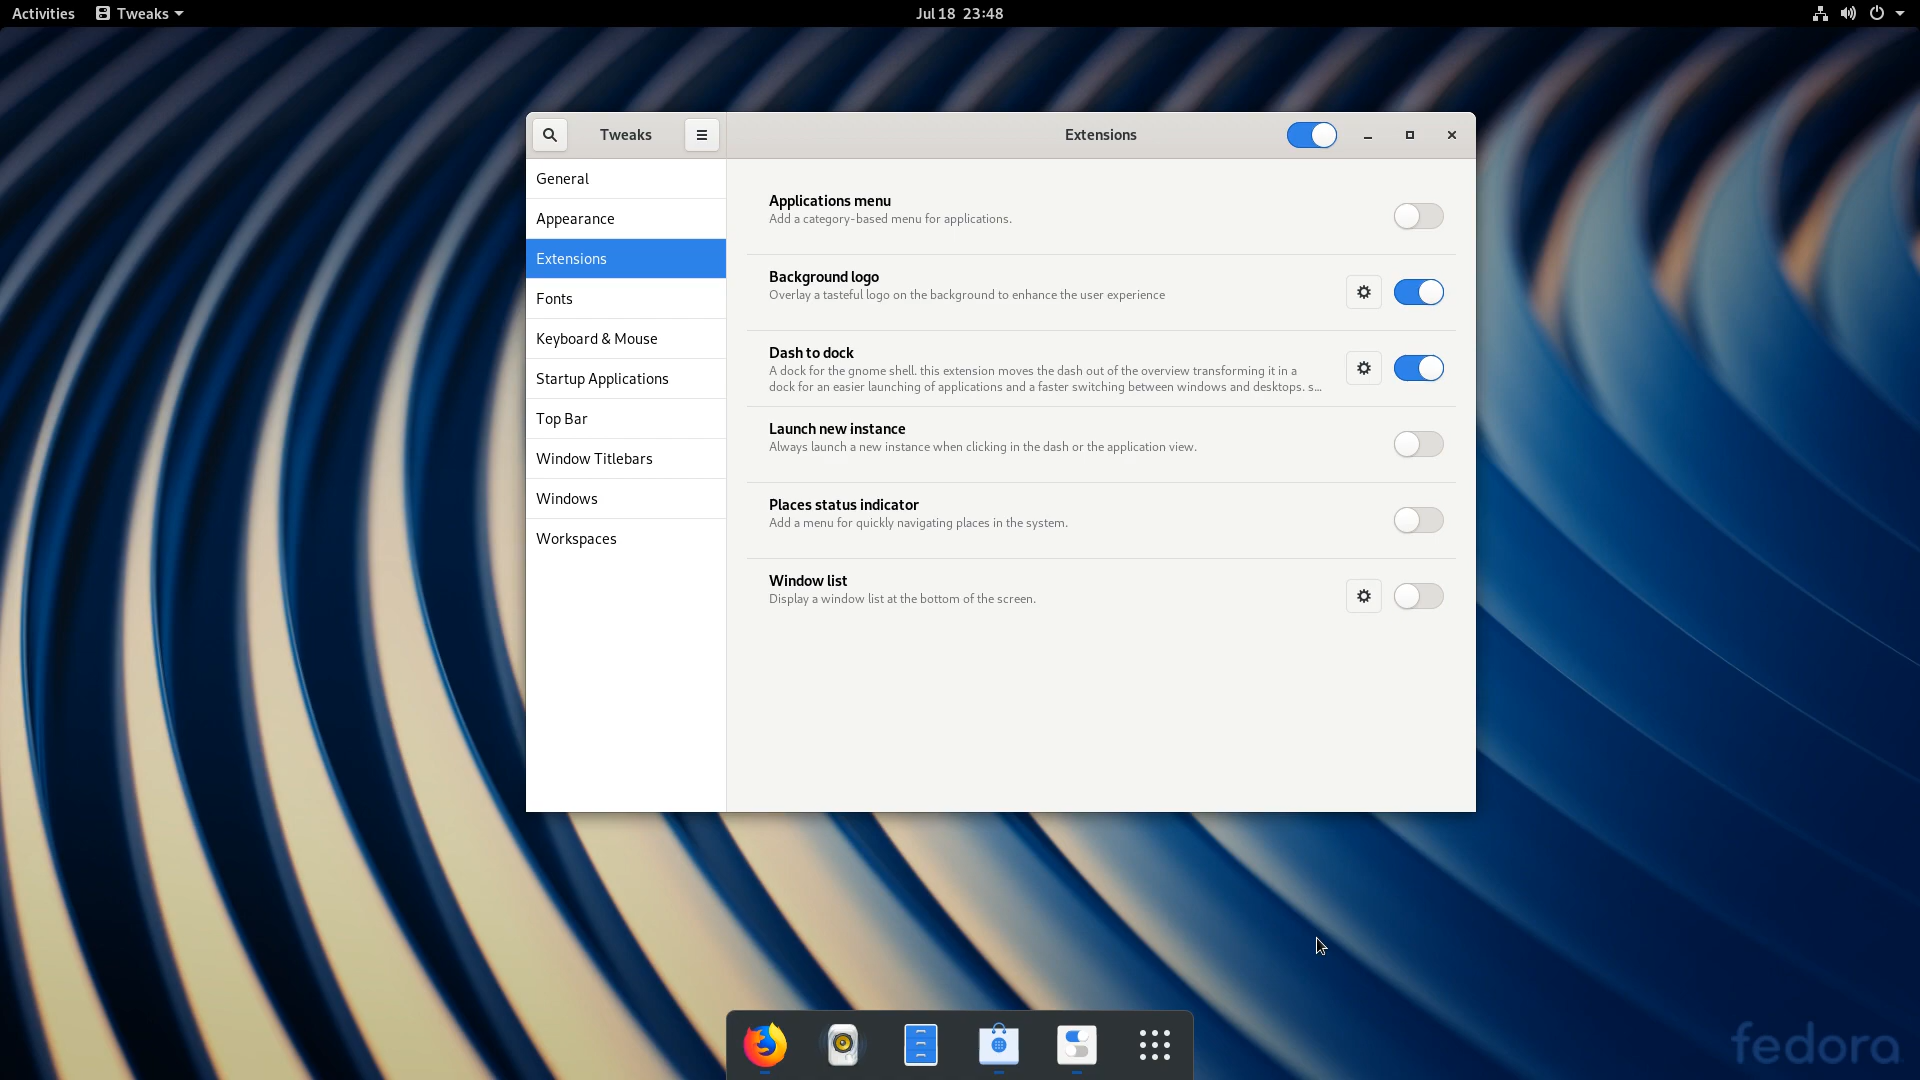 Activities
Tweaks
Jul 18 23:48
Tweaks
Extensions
General
Appearance
Extensions
Fonts
Keyboard & Mouse
Startup Applications
Top Bar
Window Titlebars
Windows
Workspaces
Applications menu
Add a category-based menu for applications.
Background logo
Overlay a tasteful logo on the background to enhance the user experience
Dash to dock
A dock for the gnome shell. this extension moves the dash out of the overview transforming it in a
dock for an easier launching of applications and a faster switching between windows and desktops. s...
Launch new instance
Always launch a new instance when clicking in the dash or the application view.
Places status indicator
Add a menu for quickly navigating places in the system.
Window list
Display a window list at the bottom of the screen.
fedora